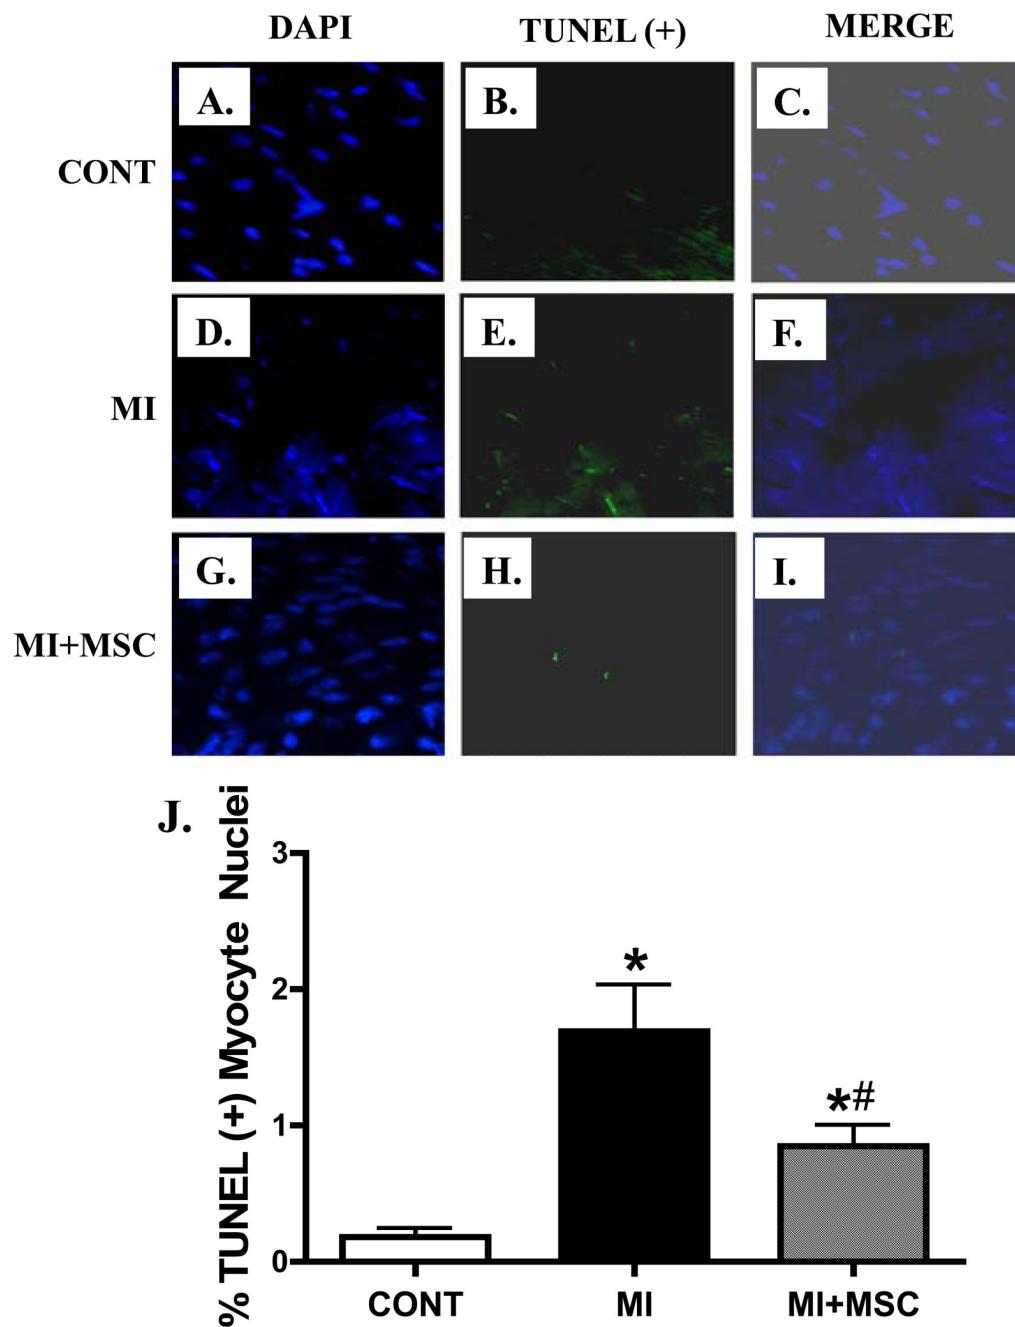 DAPI TUNEL (+) MERGE
CONT A. B. C.
MI D. E. F.
MI+MSC G. H. I.
J.
% TUNEL (+) Myocyte Nuclei
3
2
1
0
*
*#
CONT MI MI+MSC